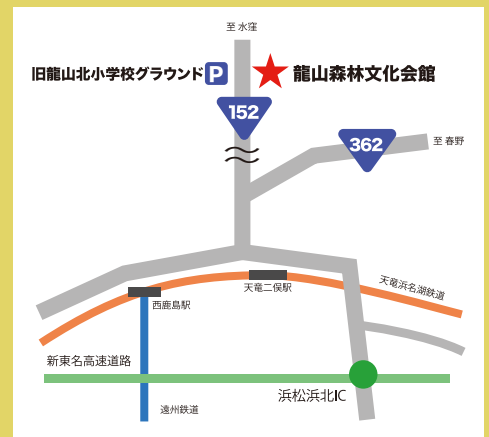 至 水窪
旧龍山北小学校グラウンド P
龍山森林文化会館
152
362
至 春野
天竜浜名湖鉄道
天竜二俣駅
西鹿島駅
新東名高速道路
浜松浜北IC
遠州鉄道